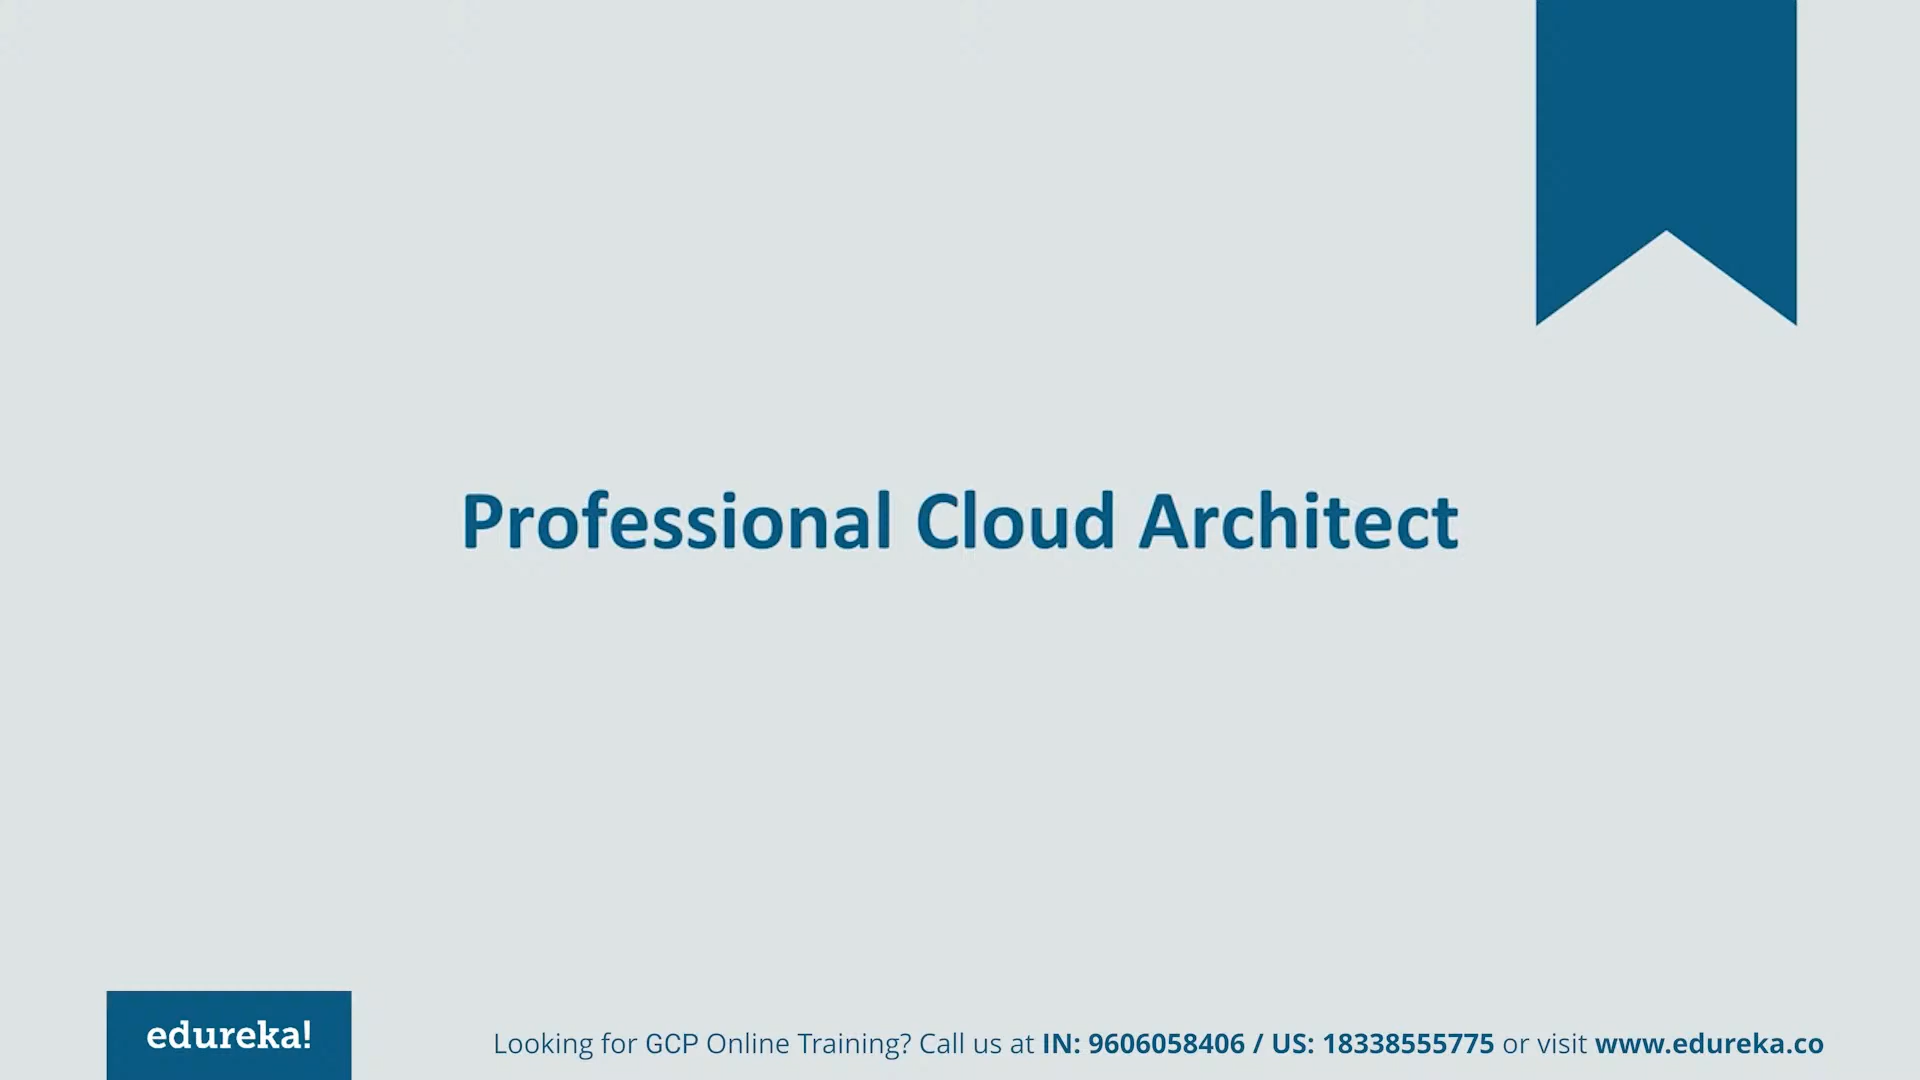 Professional Cloud Architect
edureka!
Looking for GCP Online Training? Call us at IN: 9606058406 / US: 18338555775 or visit www.edureka.co